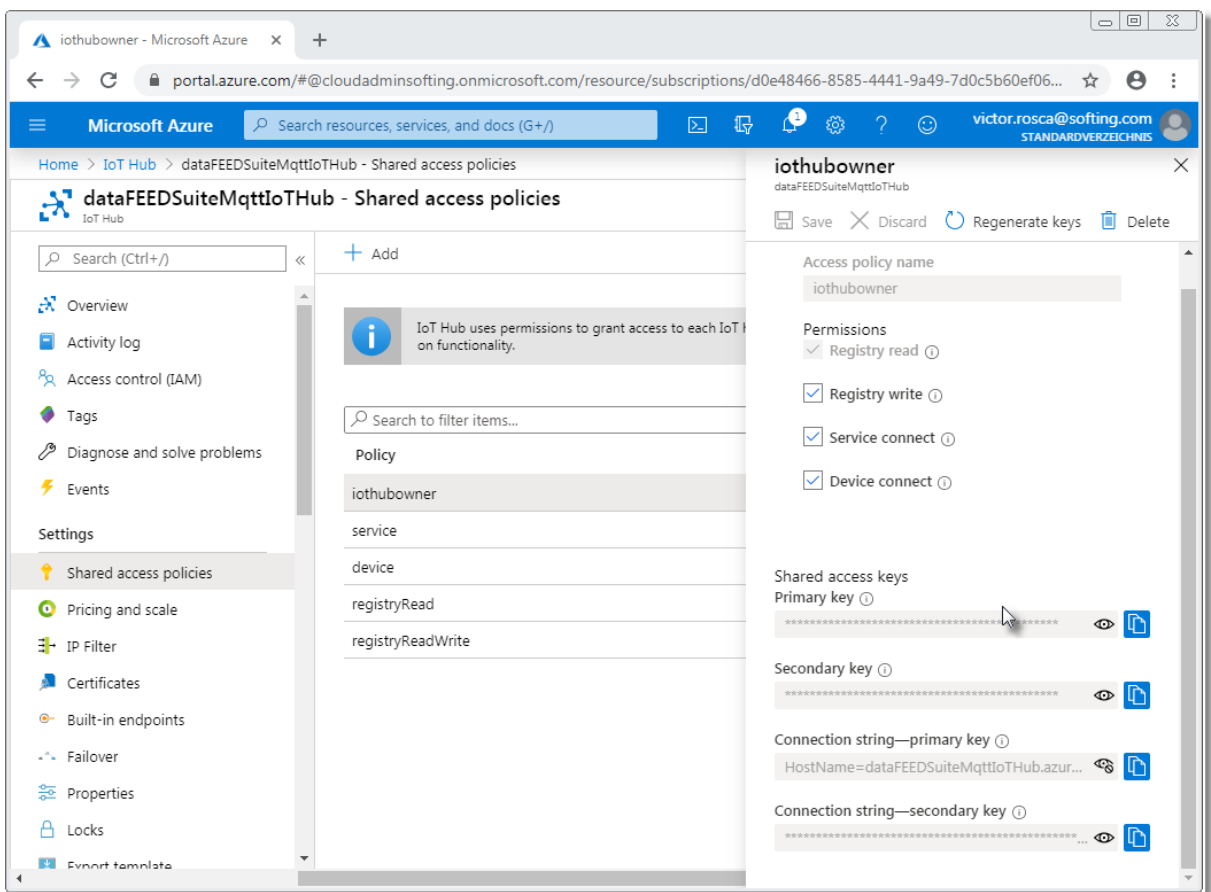 iothubowner - Microsoft Azure
portal.azure.com/#@cloudadminsofting.onmicrosoft.com/resource/subscriptions/d0e48466-8585-4441-9a49-7d0c5b60ef06...
Microsoft Azure
Search resources, services, and docs (G+/)
1
victor.rosca@softing.com
STANDARDVERZEICHNIS
Home > IoT Hub > dataFEEDSuiteMqttIoTHub - Shared access policies
dataFEEDSuiteMqttIoTHub - Shared access policies
IoT Hub
Search (Ctrl+/)
«
Overview
Activity log
Access control (IAM)
Tags
Diagnose and solve problems
Events
Settings
Shared access policies
Pricing and scale
IP Filter
Certificates
Built-in endpoints
Failover
Properties
Locks
Export template
+ Add
IoT Hub uses permissions to grant access to each IoT H
on functionality.
Search to filter items...
Policy
iothubowner
service
device
registryRead
registryReadWrite
iothubowner
dataFEEDSuiteMqttIoTHub
Save
Discard
Regenerate keys
Delete
Access policy name
iothubowner
Permissions
Registry read
Registry write
Service connect
Device connect
Shared access keys
Primary key
Secondary key
Connection string—primary key
HostName=dataFEEDSuiteMqttIoTHub.azur...
Connection string—secondary key